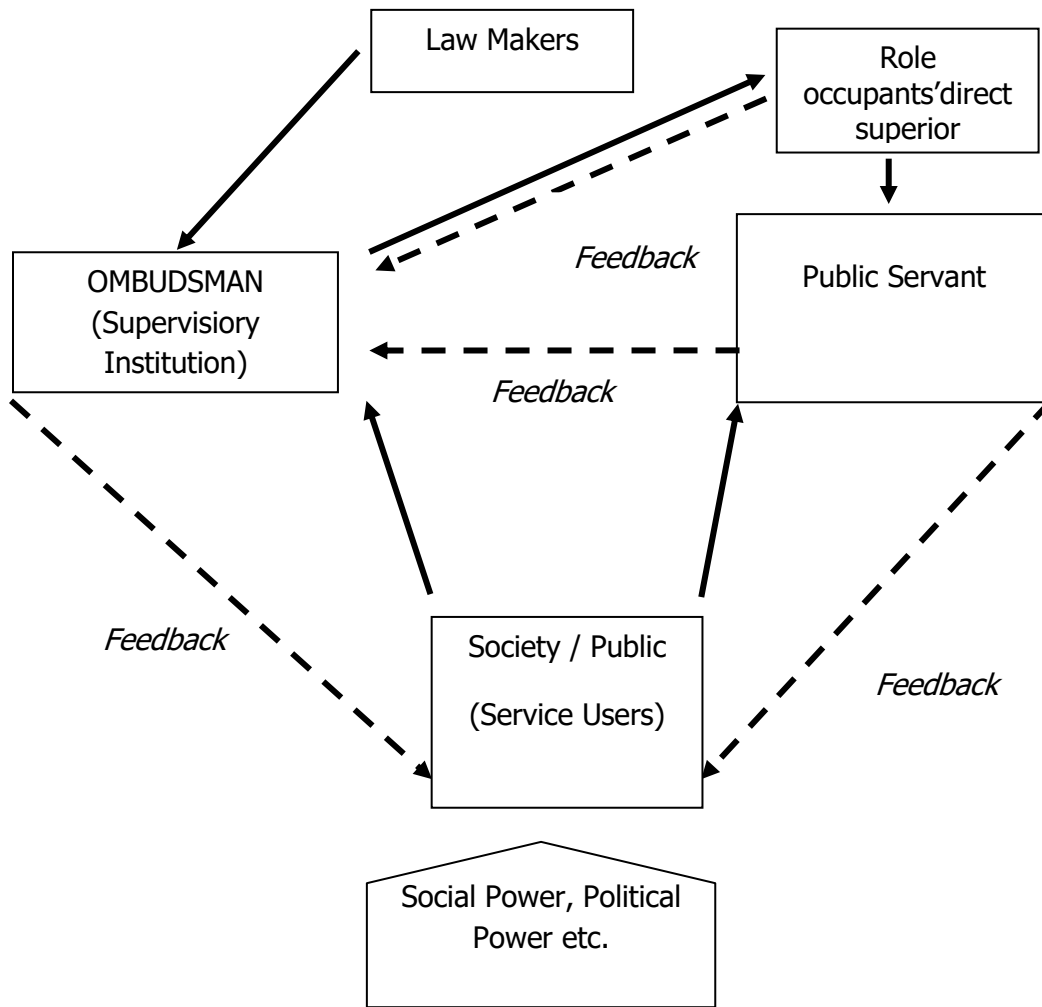 Law Makers
Role
occupants’direct
superior
OMBUDSMAN
(Supervisiory
Institution)
Feedback
Public Servant
Feedback
Feedback
Society / Public
(Service Users)
Feedback
Social Power, Political
Power etc.